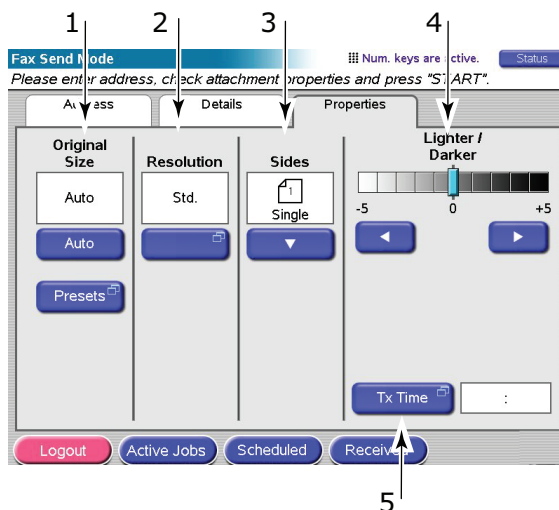 1 2 3 4
Fax Send Mode Num. keys are active. Status
Please enter address, check attachment properties and press "START".
Address Details Properties
Original Size Resolution Sides Lighter / Darker
Auto Std. 1 Single
-5 0 +5
Auto
Presets
Tx Time :
Logout Active Jobs Scheduled Received
5